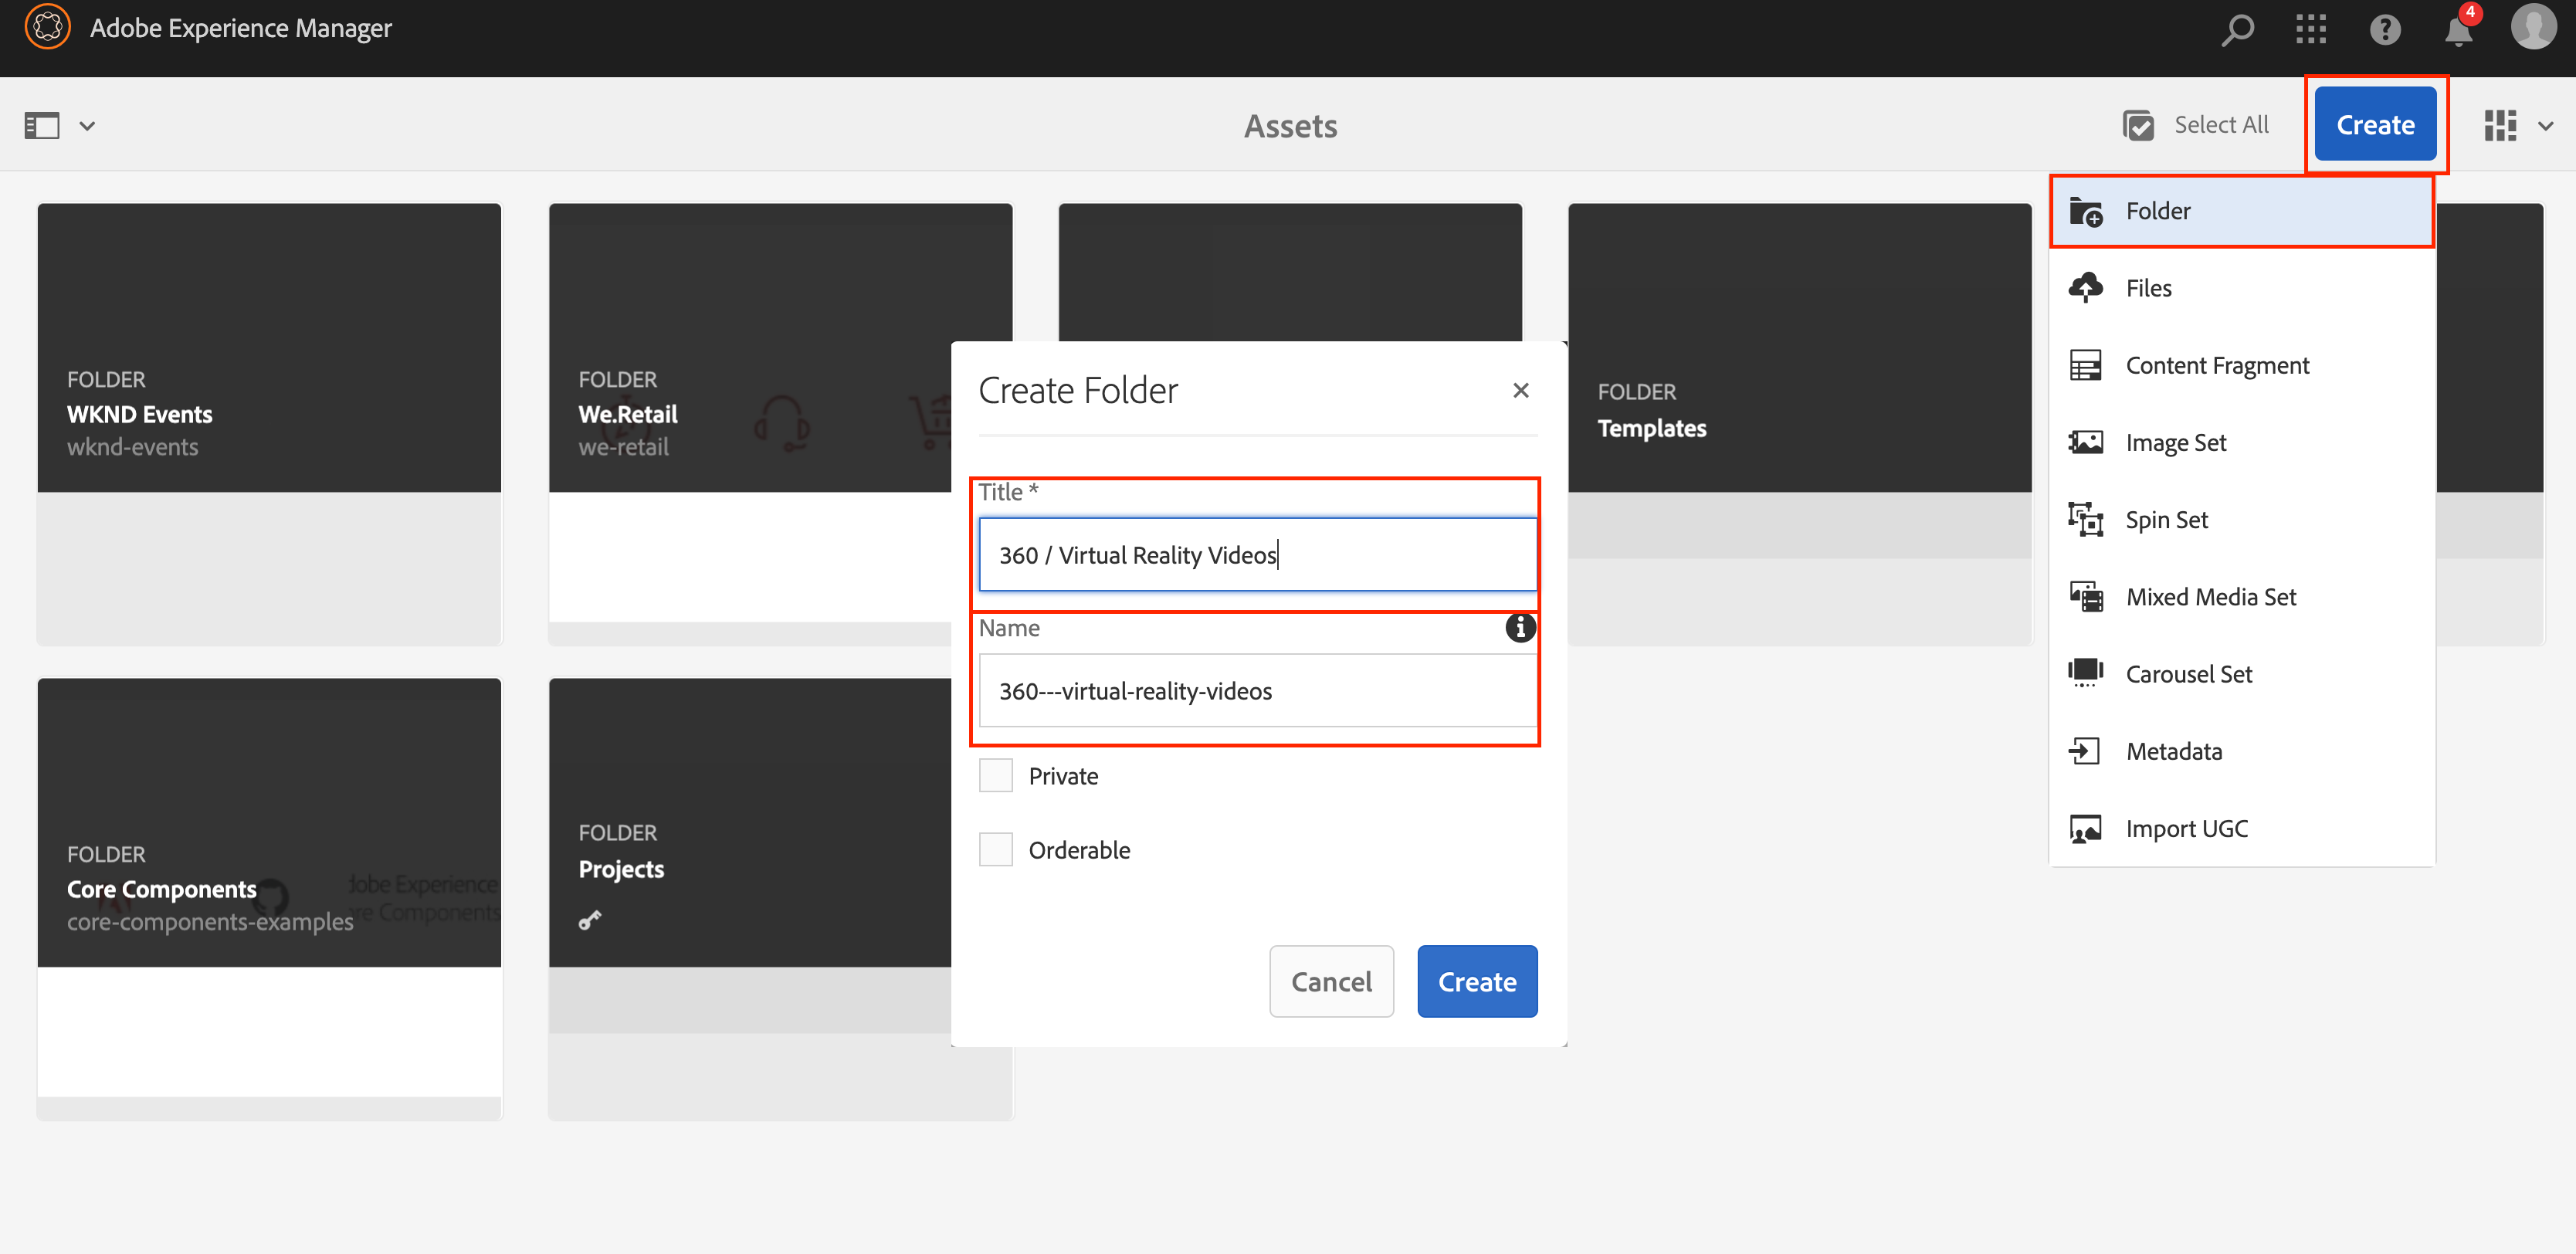 Adobe Experience Manager
4
Assets
Select All
Create
FOLDER
WKND Events
wknd-events
FOLDER
We.Retail
we-retail
FOLDER
Templates
Folder
Files
Content Fragment
Image Set
Spin Set
Mixed Media Set
Carousel Set
Metadata
Import UGC
Create Folder
Title *
360 / Virtual Reality Videos
Name
360---virtual-reality-videos
Private
Orderable
Cancel
Create
FOLDER
Core Components
core-components-examples
FOLDER
Projects